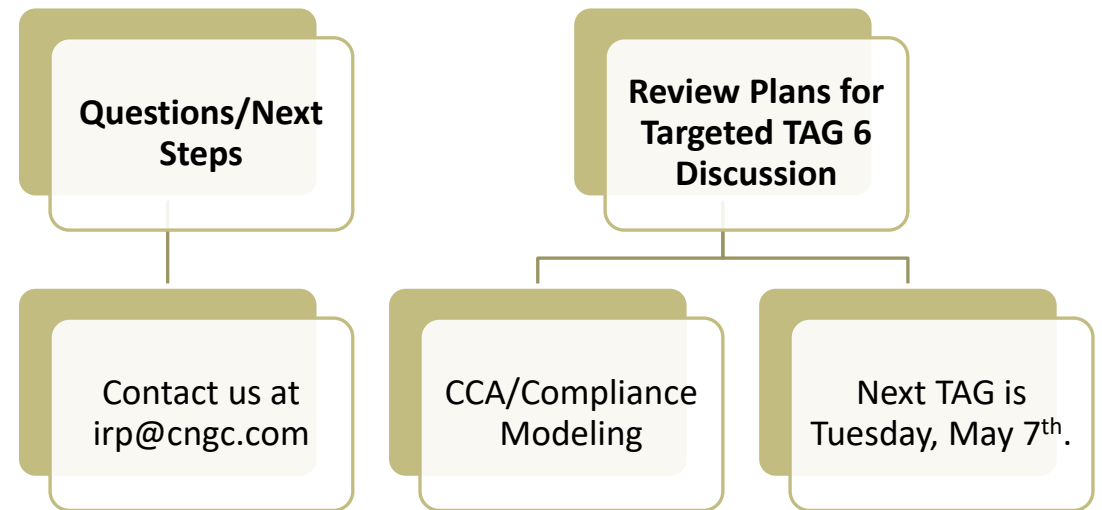 Questions/Next
Steps
Review Plans for
Targeted TAG 6
Discussion
Contact us at
irp@cngc.com
CCA/Compliance
Modeling
Next TAG is
Tuesday, May 7th.